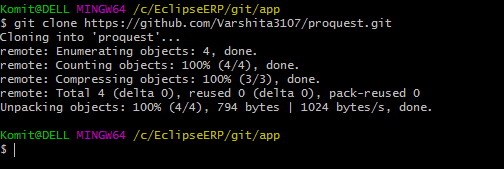 Komit@DELL MINGW64 /c/EclipseERP/git/app
$ git clone https://github.com/Varshita3107/proquest.git
Cloning into 'proquest'...
remote: Enumerating objects: 4, done.
remote: Counting objects: 100% (4/4), done.
remote: Compressing objects: 100% (3/3), done.
remote: Total 4 (delta 0), reused 0 (delta 0), pack-reused 0
Unpacking objects: 100% (4/4), 794 bytes | 1024 bytes/s, done.
Komit@DELL MINGW64 /c/EclipseERP/git/app
$